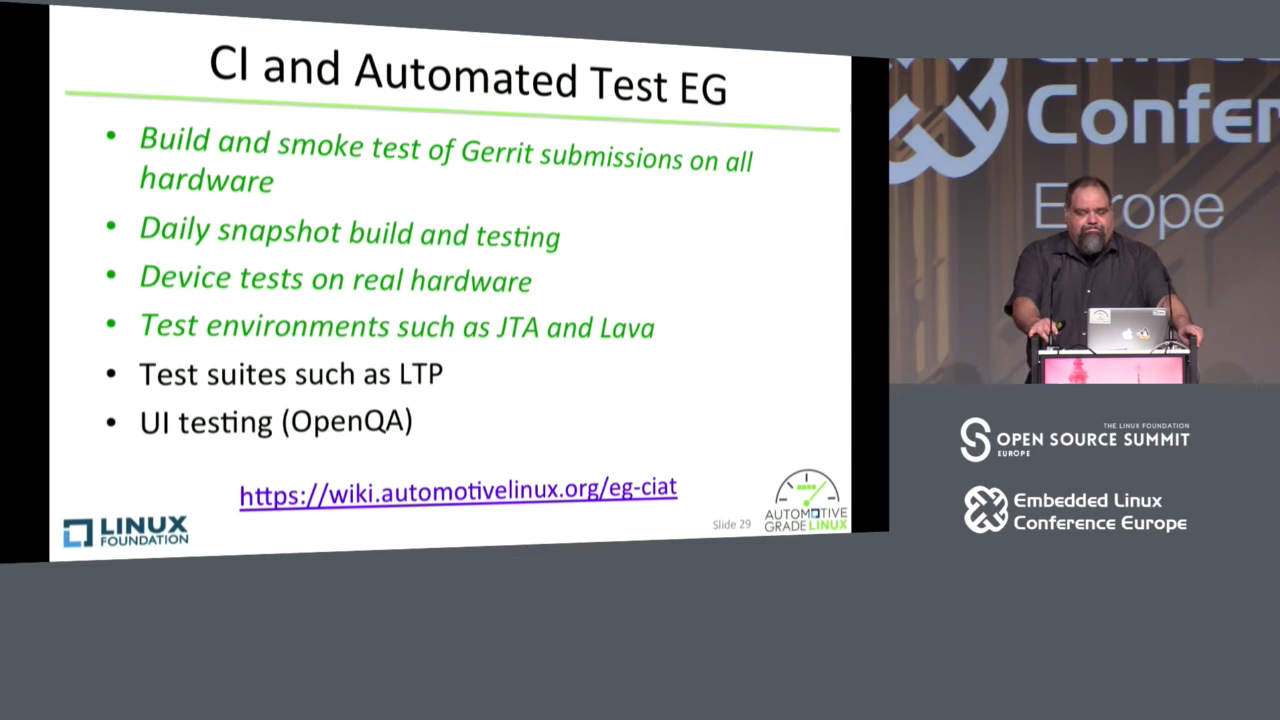 CI and Automated Test EG
• Build and smoke test of Gerrit submissions on all
hardware
• Daily snapshot build and testing
• Device tests on real hardware
• Test environments such as JTA and Lava
• Test suites such as LTP
• UI testing (OpenQA)
https://wiki.automotivelinux.org/eg-ciat
LINUX
FOUNDATION
Slide 29
AUTOMOTIVE
GRADE LINUX
Confer
Europe
THE LINUX FOUNDATION
OPEN SOURCE SUMMIT
EUROPE
Embedded Linux
Conference Europe